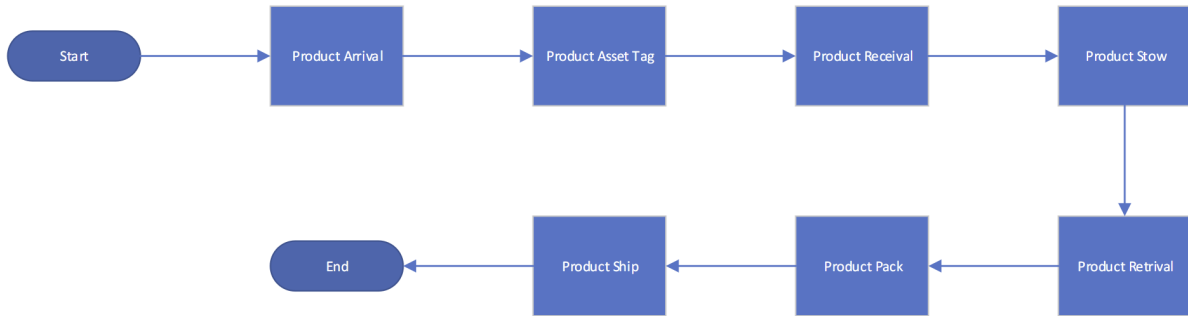 Start
Product Arrival
Product Asset Tag
Product Receival
Product Stow
Product Retrival
Product Pack
Product Ship
End